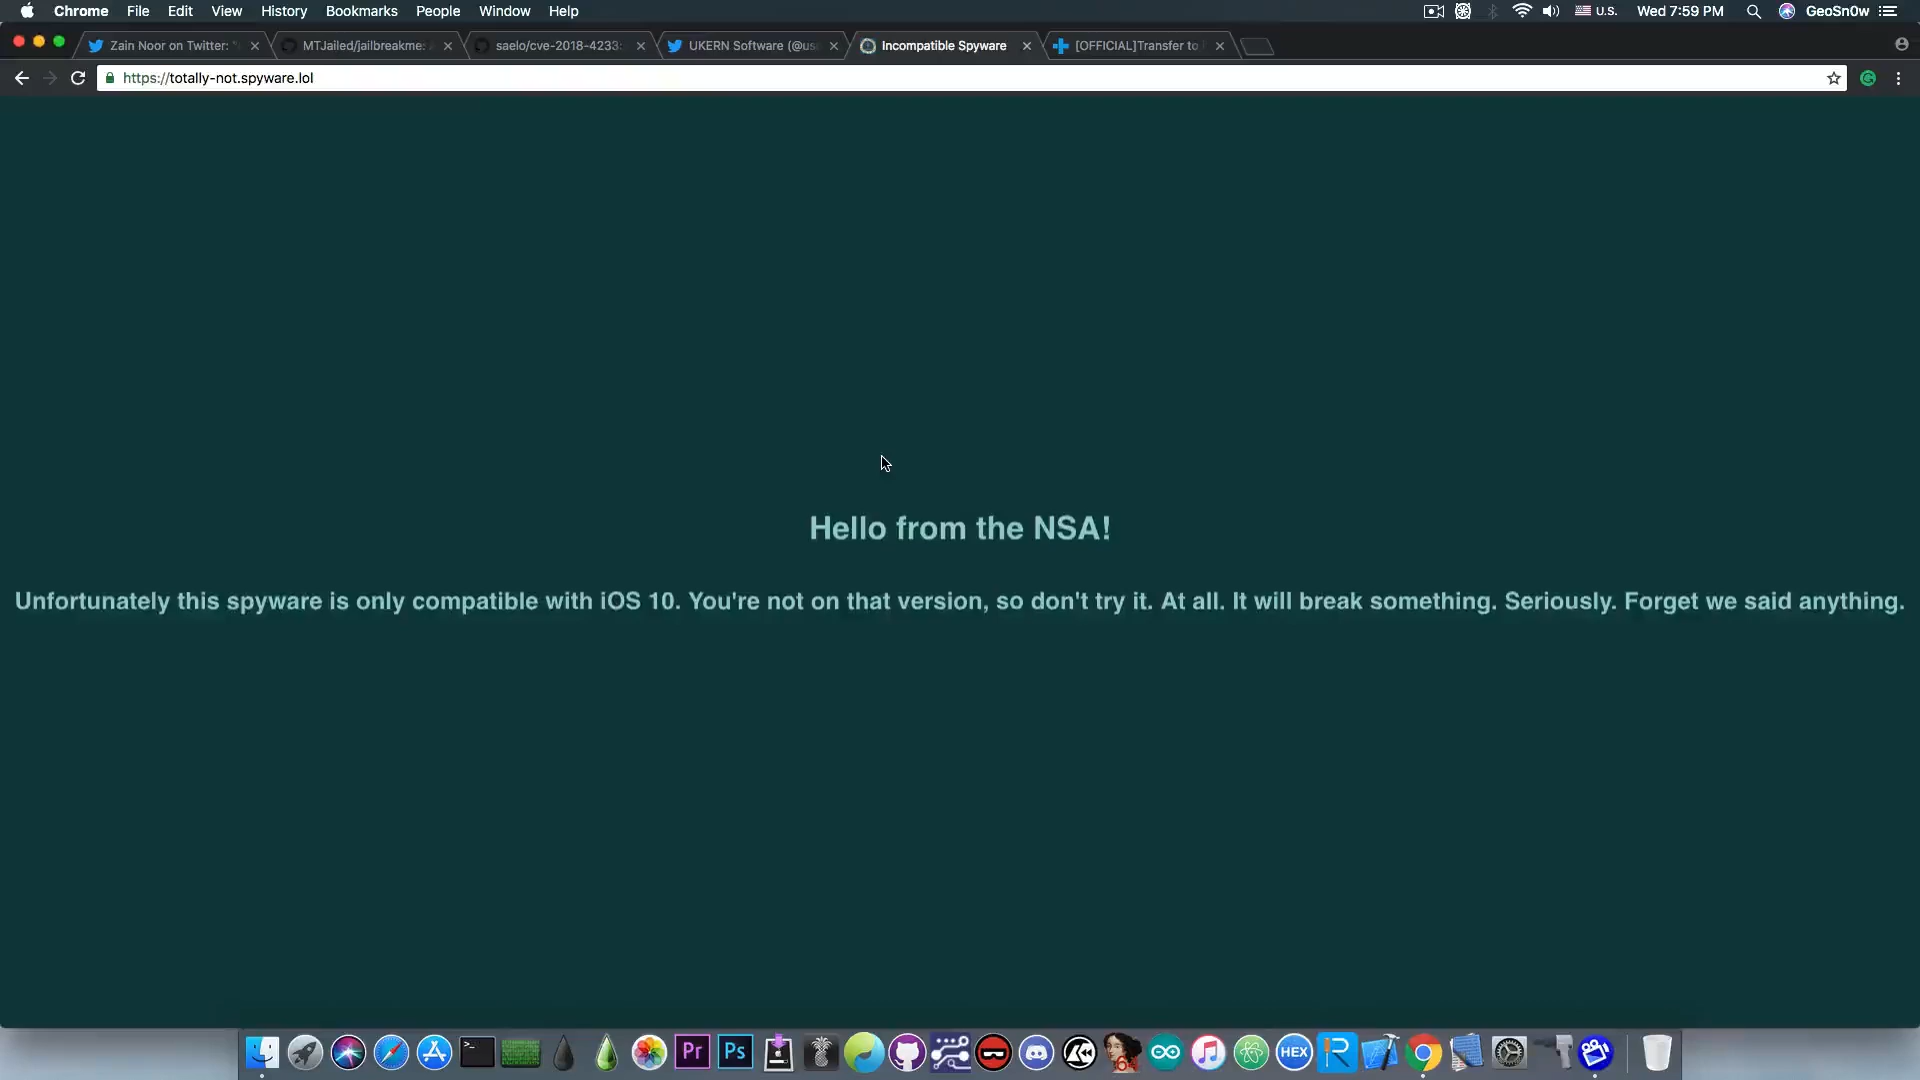 Chrome File Edit View History Bookmarks People Window Help U.S. Wed 7:59 PM GeoSn0w
Zain Noor on Twitter: MTJailed/jailbreakme: saelo/cve-2018-4233: UKERN Software (@us Incompatible Spyware [OFFICIAL]Transfer to
https://totally-not.spyware.lol
Hello from the NSA!
Unfortunately this spyware is only compatible with iOS 10. You're not on that version, so don't try it. At all. It will break something. Seriously. Forget we said anything.
Pr Ps HEX